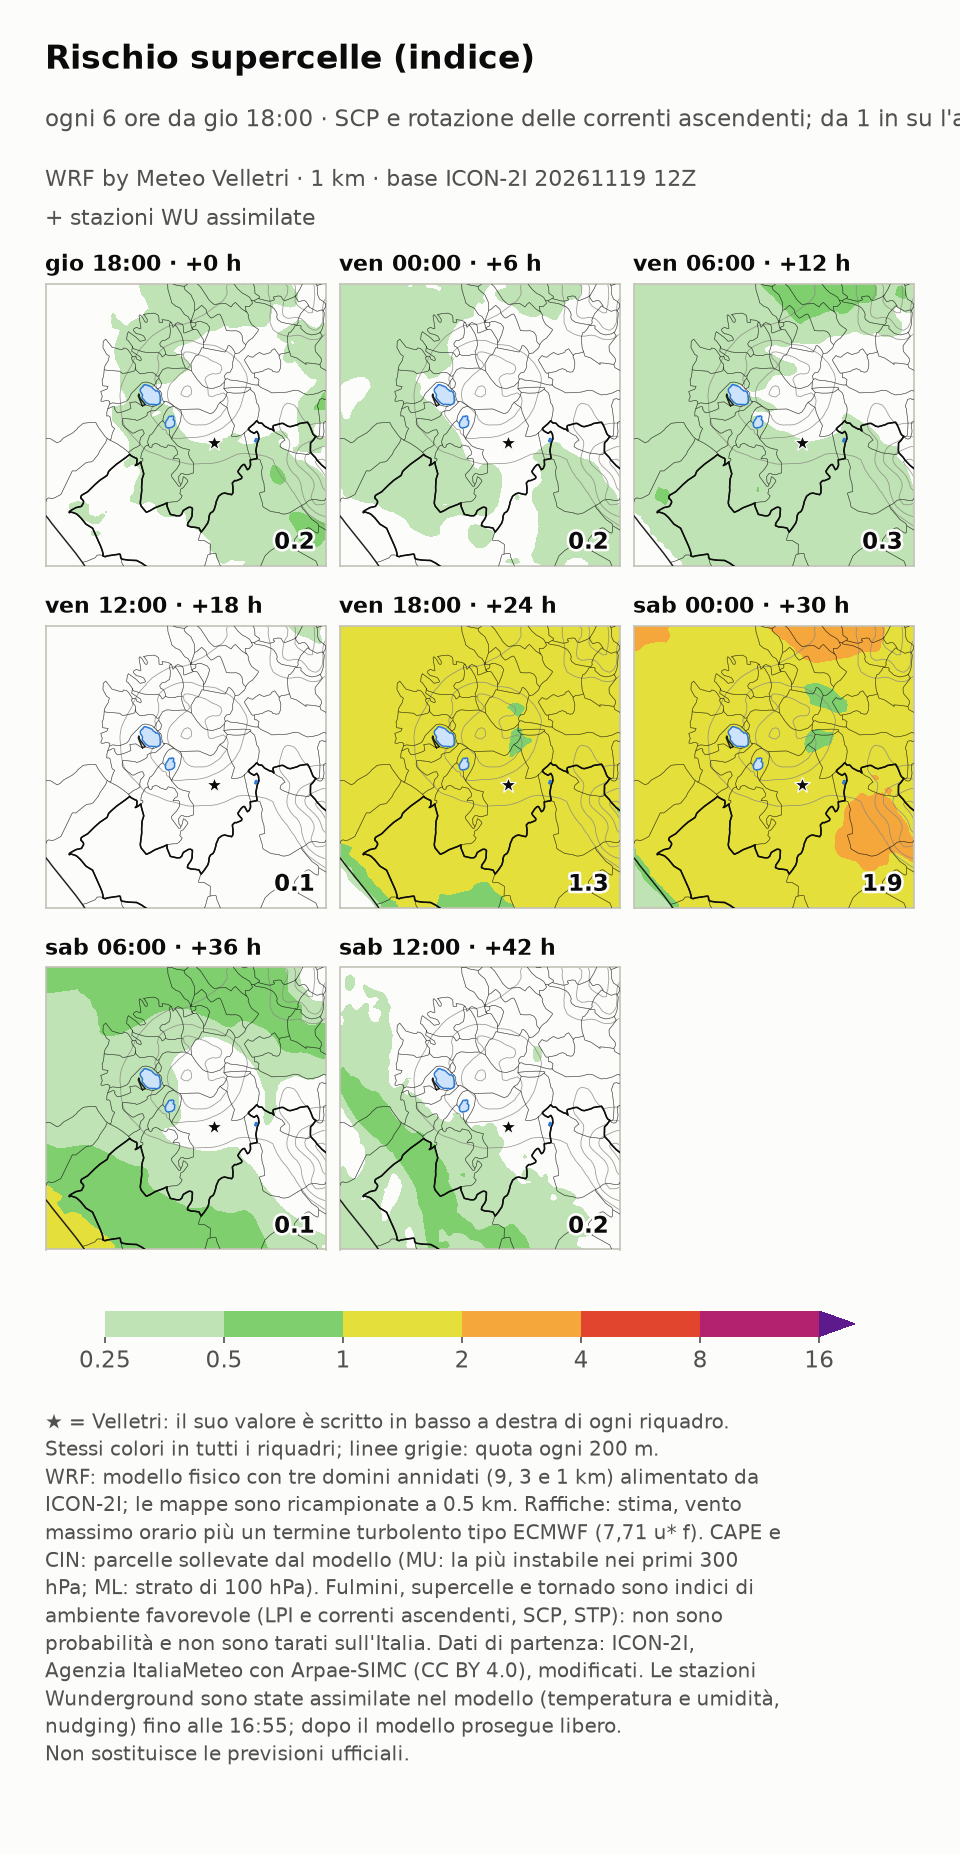 Rischio supercelle (indice)
ogni 6 ore da gio 18:00 · SCP e rotazione delle correnti ascendenti; da 1 in su l'a
WRF by Meteo Velletri · 1 km · base ICON-2I 20261119 12Z
+ stazioni WU assimilate
gio 18:00 · +0 h
ven 00:00 · +6 h
ven 06:00 · +12 h
0.2
0.2
0.3
ven 12:00 · +18 h
ven 18:00 · +24 h
sab 00:00 · +30 h
0.1
1.3
1.9
sab 06:00 · +36 h
sab 12:00 · +42 h
0.1
0.2
0.25
0.5
1
2
4
8
16
★ = Velletri: il suo valore è scritto in basso a destra di ogni riquadro.
Stessi colori in tutti i riquadri; linee grigie: quota ogni 200 m.
WRF: modello fisico con tre domini annidati (9, 3 e 1 km) alimentato da
ICON-2I; le mappe sono ricampionate a 0.5 km. Raffiche: stima, vento
massimo orario più un termine turbolento tipo ECMWF (7,71 u* f). CAPE e
CIN: parcelle sollevate dal modello (MU: la più instabile nei primi 300
hPa; ML: strato di 100 hPa). Fulmini, supercelle e tornado sono indici di
ambiente favorevole (LPI e correnti ascendenti, SCP, STP): non sono
probabilità e non sono tarati sull'Italia. Dati di partenza: ICON-2I,
Agenzia ItaliaMeteo con Arpae-SIMC (CC BY 4.0), modificati. Le stazioni
Wunderground sono state assimilate nel modello (temperatura e umidità,
nudging) fino alle 16:55; dopo il modello prosegue libero.
Non sostituisce le previsioni ufficiali.